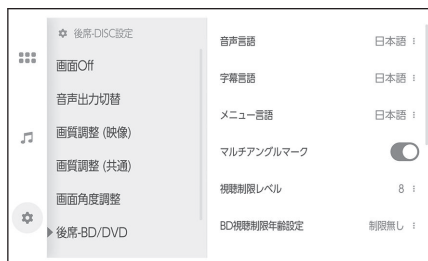 後席-DISC設定
画面Off
音声出力切替
画質調整 (映像)
画質調整 (共通)
画面角度調整
後席-BD/DVD
音声言語 日本語
字幕言語 日本語
メニュー言語 日本語
マルチアングルマーク
視聴制限レベル 8
BD視聴制限年齢設定 制限無し